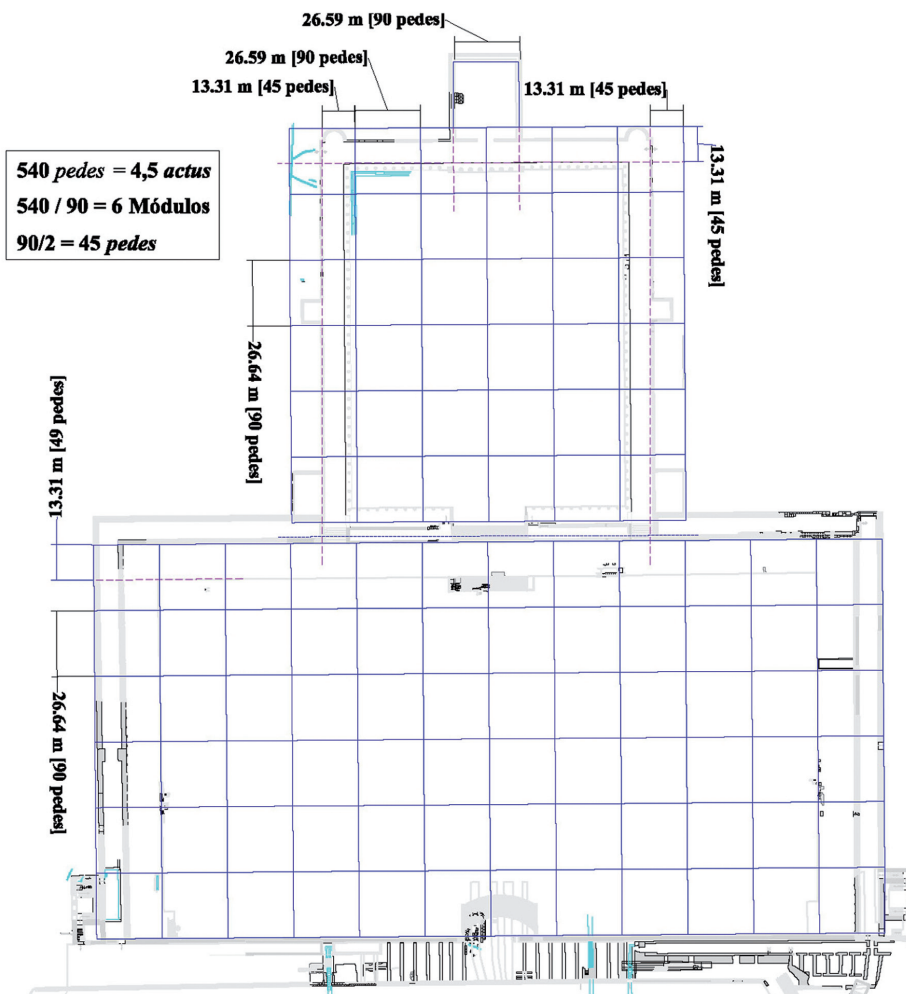 26.59 m [90 pedes]
26.59 m [90 pedes]
13.31 m [45 pedes]
13.31 m [45 pedes]
540 pedes = 4,5 actus
540 / 90 = 6 Módulos
90/2 = 45 pedes
13.31 m [45 pedes]
26.64 m [90 pedes]
13.31 m [49 pedes]
26.64 m [90 pedes]